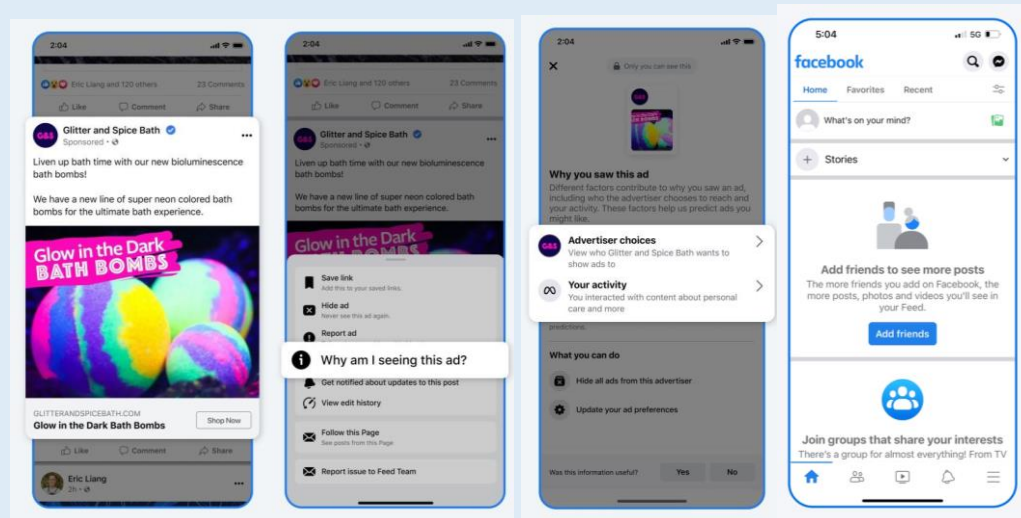 2:04
Eric Liang and 120 others 23 Comments
Like Comment Share
G&S
Glitter and Spice Bath
Sponsored
Liven up bath time with our new bioluminescence
bath bombs!
We have a new line of super neon colored bath
bombs for the ultimate bath experience.
Glow in the Dark
BATH BOMBS
GLITTERANDSPICEBATH.COM
Glow in the Dark Bath Bombs
Shop Now
Like Comment Share
Eric Liang
2h
2:04
Eric Liang and 120 others 23 Comments
Like Comment Share
G&S
Glitter and Spice Bath
Sponsored
Liven up bath time with our new bioluminescence
bath bombs!
We have a new line of super neon colored bath
bombs for the ultimate bath experience.
Glow in the Dark
Save link
Add this to your saved links.
Hide ad
Never see this ad again.
Report ad
Why am I seeing this ad?
Get notified about updates to this post
View edit history
Follow this Page
See posts from this Page
Report issue to Feed Team
2:04
Only you can see this
G&S
Why you saw this ad
Different factors contribute to why you saw an ad,
including who the advertiser chooses to reach and
your activity. These factors help us predict ads you
might like.
G&S
Advertiser choices
View who Glitter and Spice Bath wants to
show ads to
Your activity
You interacted with content about personal
care and more
predictions.
What you can do
Hide all ads from this advertiser
Update your ad preferences
Was this information useful? Yes No
5:04
5G
facebook
Home Favorites Recent
What's on your mind?
Stories
Add friends to see more posts
The more friends you add on Facebook, the
more posts, photos and videos you'll see in
your Feed.
Add friends
Join groups that share your interests
There's a group for almost everything! From TV